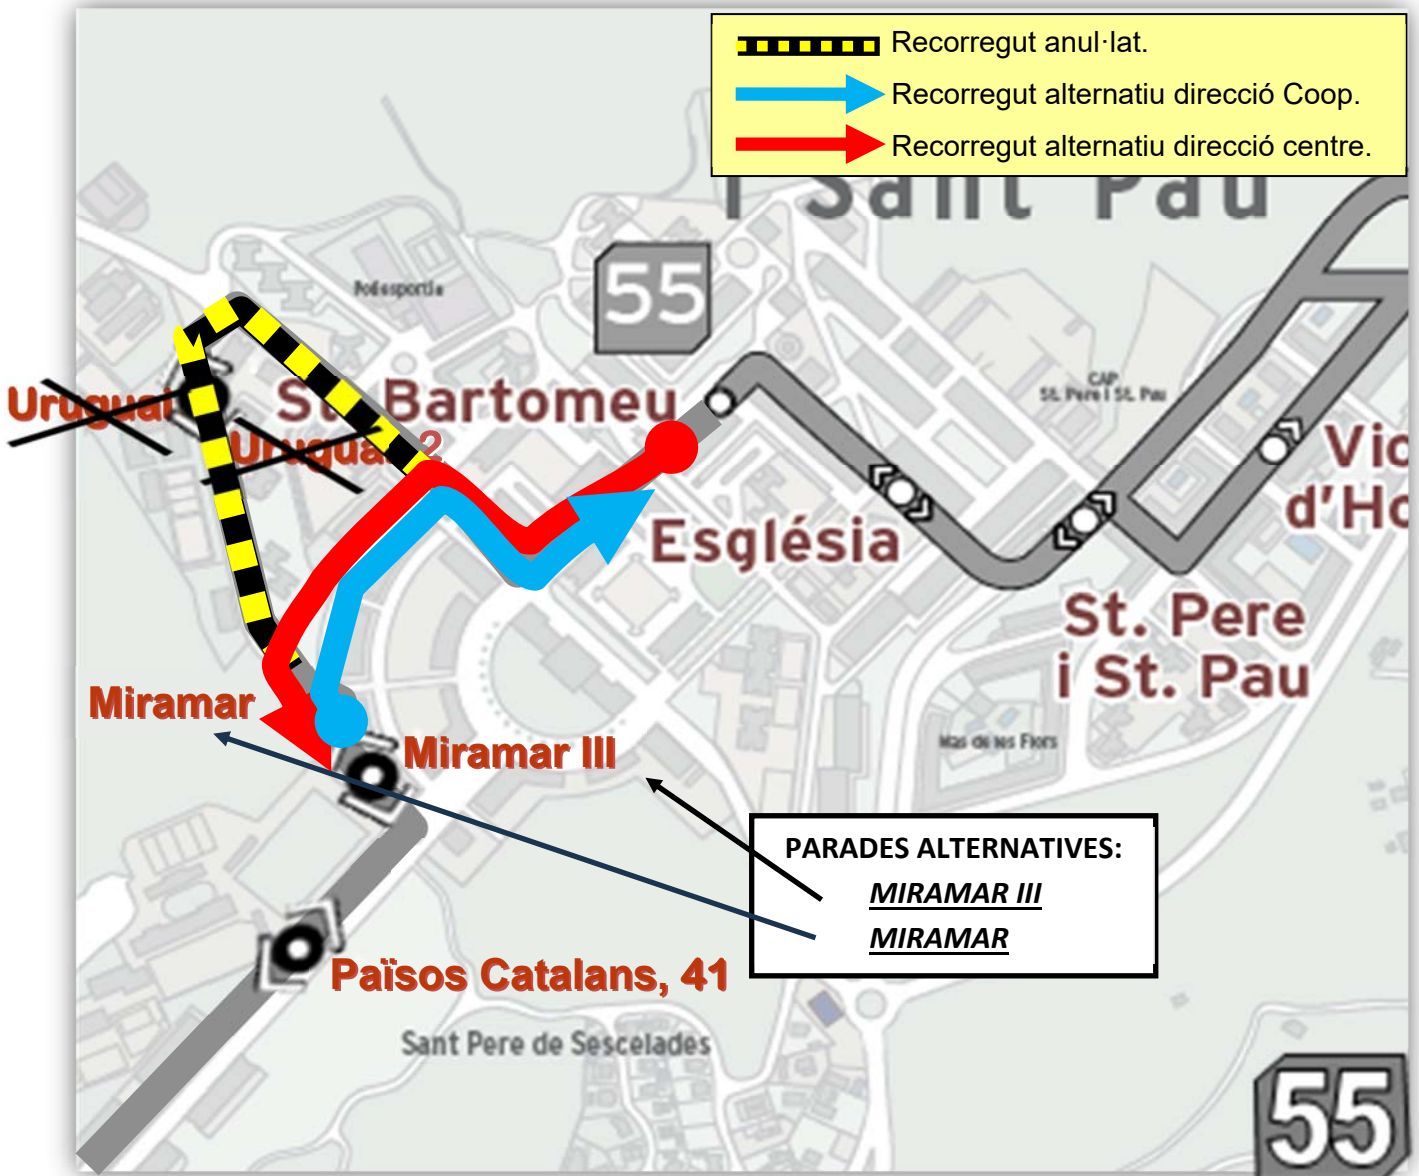 Recorregut anul·lat.
Recorregut alternatiu direcció Coop.
Recorregut alternatiu direcció centre.
i Sant Pau
55
Poliesportiu
Uruguai
St. Bartomeu
Uruguai 2
CAP
St. Pere i St. Pau
Església
St. Pere
i St. Pau
Miramar
Miramar III
Mas de les Flors
PARADES ALTERNATIVES:
MIRAMAR III
MIRAMAR
Països Catalans, 41
Sant Pere de Sescelades
55